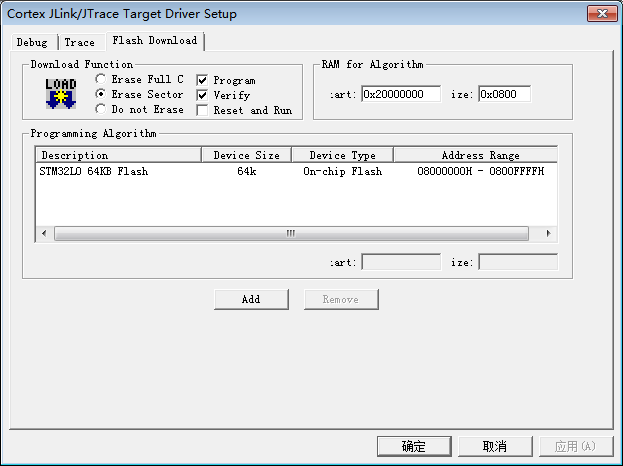 Cortex JLink/JTrace Target Driver Setup
Debug Trace Flash Download
Download Function
LOAD
Erase Full C
Program
Erase Sector
Verify
Do not Erase
Reset and Run
RAM for Algorithm
:art: 0x20000000 ize: 0x0800
Programming Algorithm
Description Device Size Device Type Address Range
STM32L0 64KB Flash 64k On-chip Flash 08000000H - 0800FFFFH
:art: ize:
Add Remove
确定 取消 应用(A)